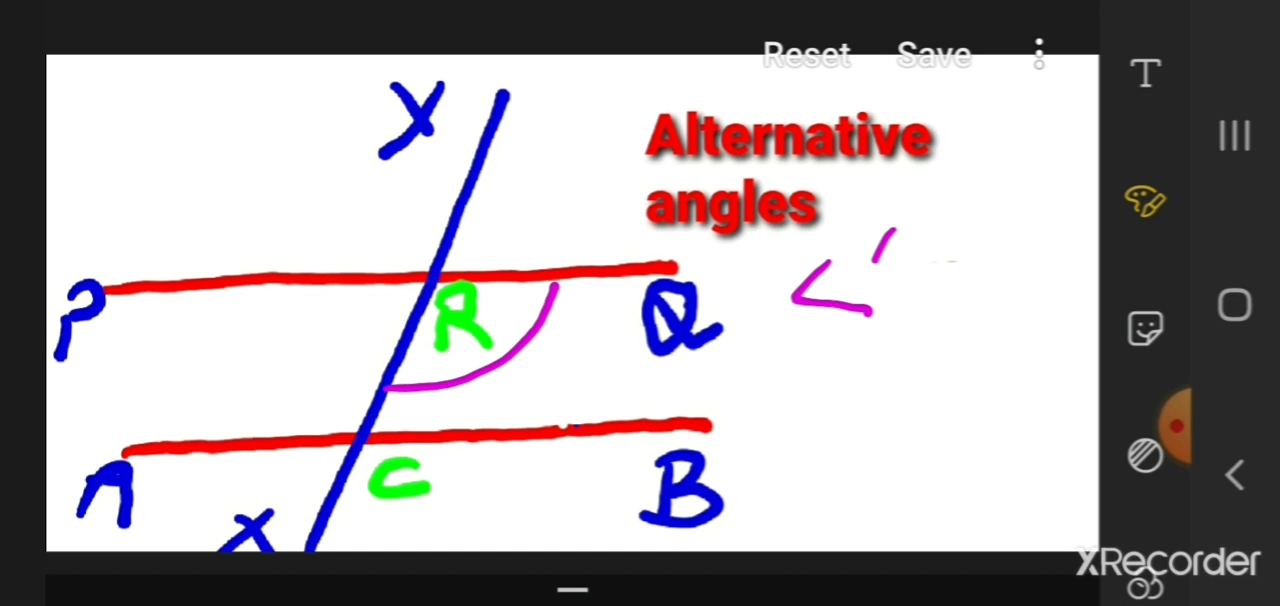 Reset Save
Y
Alternative
angles
P R Q
<
A C B
X
XRecorder